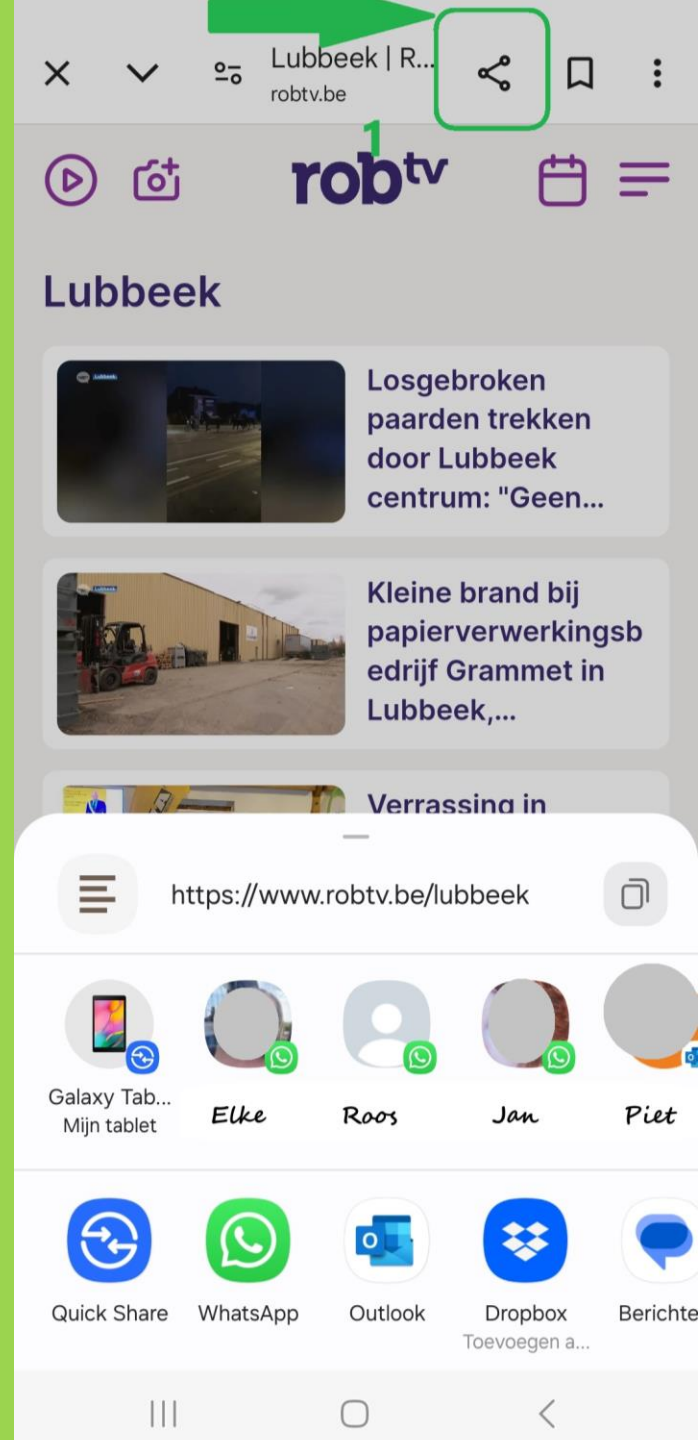 Lubbeek | R...
robtv.be
1
robtv
Lubbeek
Losgebroken
paarden trekken
door Lubbeek
centrum: "Geen...
Kleine brand bij
papierverwerkingsb
edrijf Grammet in
Lubbeek,...
Verrassing in
https://www.robtv.be/lubbeek
Galaxy Tab...
Mijn tablet
Elke
Roos
Jan
Piet
Quick Share
WhatsApp
Outlook
Dropbox
Toevoegen a...
Berichte